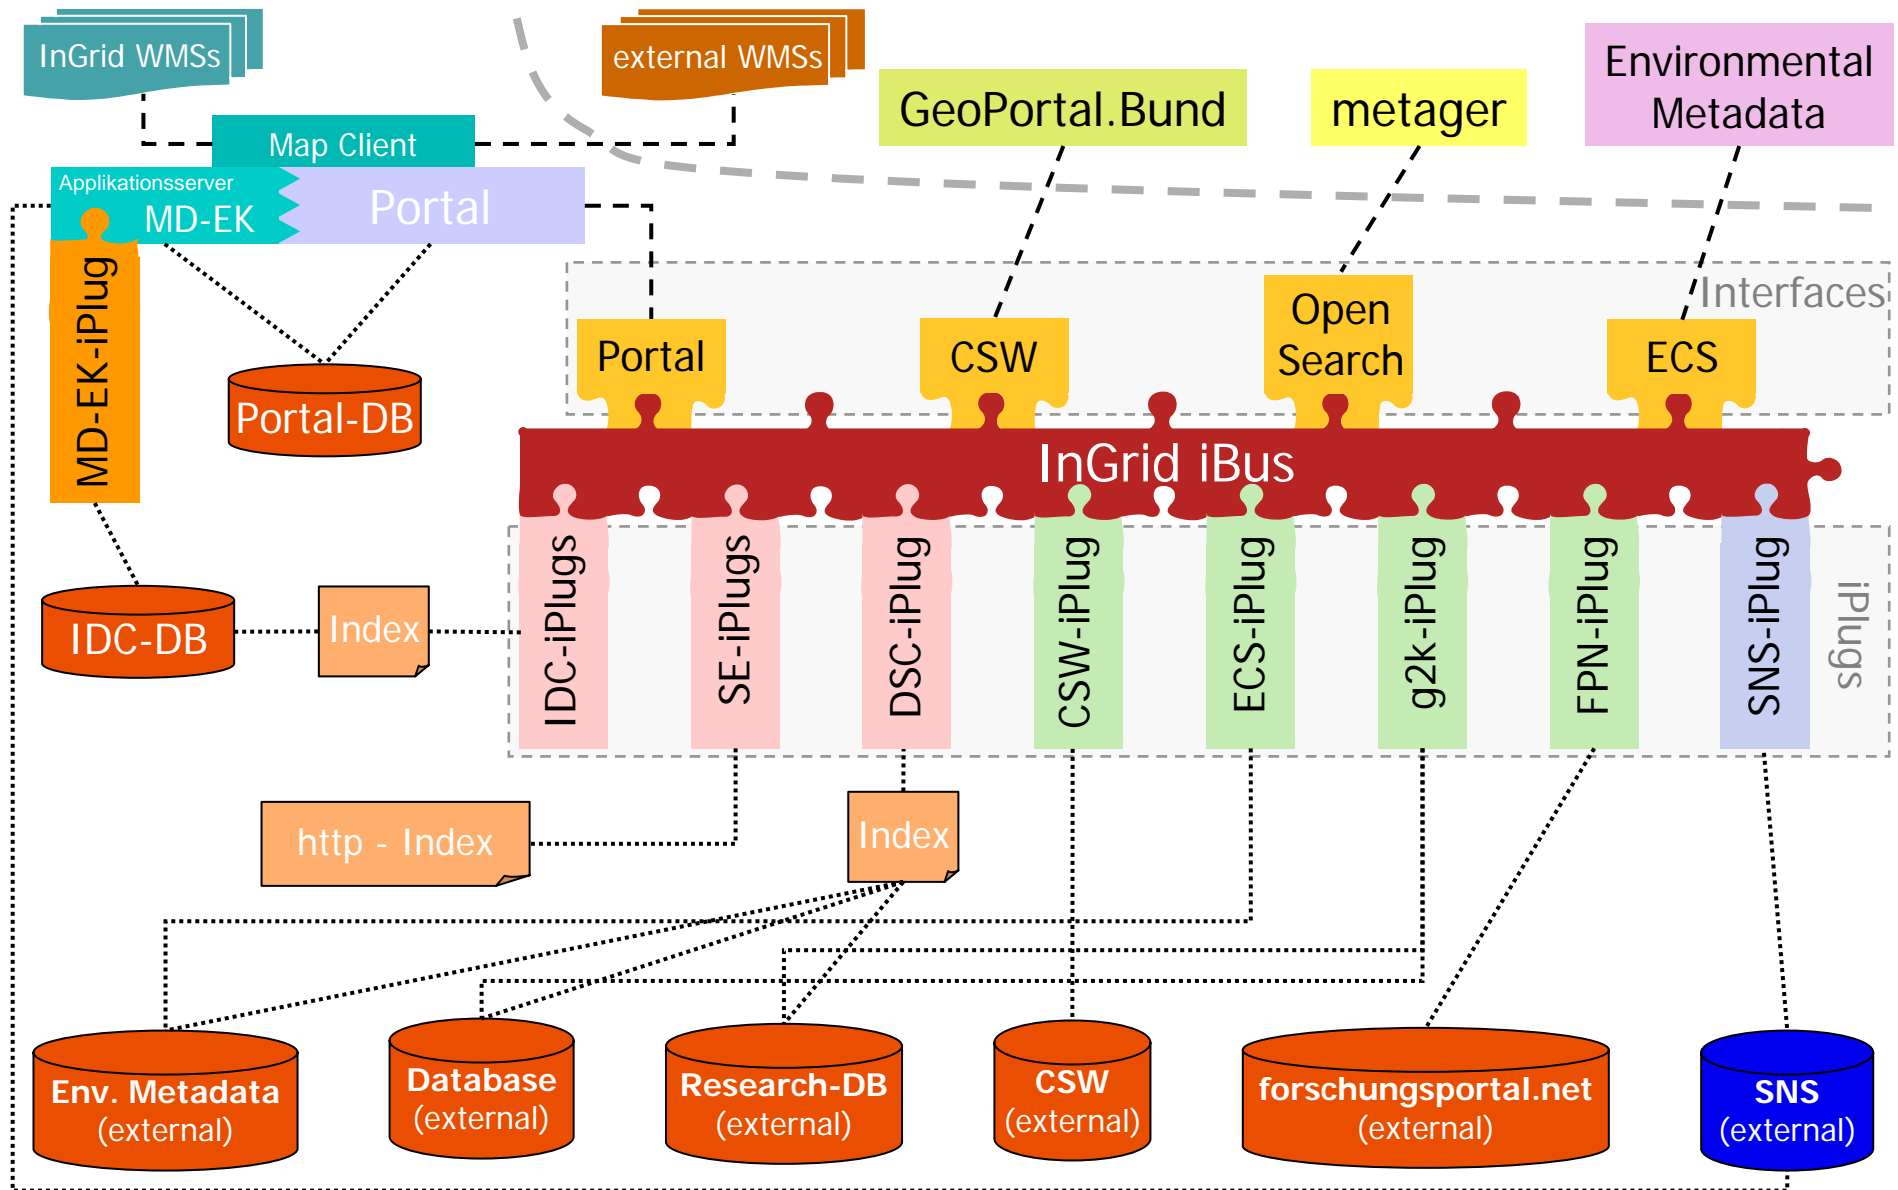 InGrid WMSs
external WMSs
GeoPortal.Bund
metager
Environmental
Metadata
Map Client
Applikationsserver
MD-EK
Portal
MD-EK-iPlug
Portal-DB
Interfaces
Portal
CSW
Open
Search
ECS
InGrid iBus
IDC-iPlugs
SE-iPlugs
DSC-iPlug
CSW-iPlug
ECS-iPlug
g2k-iPlug
FPN-iPlug
SNS-iPlug
iPlugs
IDC-DB
Index
http - Index
Index
Env. Metadata
(external)
Database
(external)
Research-DB
(external)
CSW
(external)
forschungsportal.net
(external)
SNS
(external)